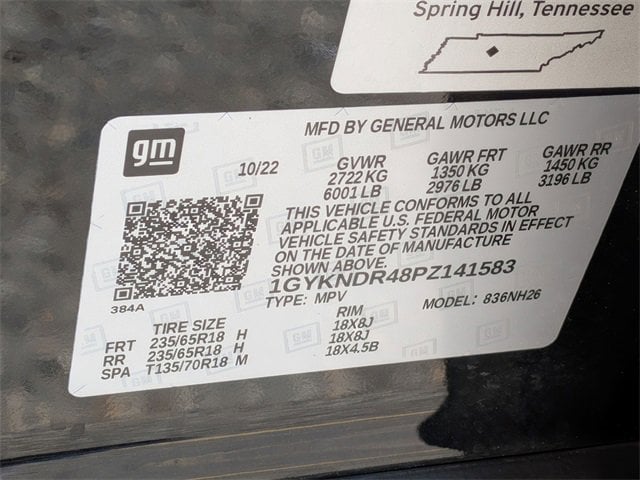 Spring Hill, Tennessee
gm
MFD BY GENERAL MOTORS LLC
10/22
GVWR GAWR FRT GAWR RR
2722 KG 1350 KG 1450 KG
6001 LB 2976 LB 3196 LB
THIS VEHICLE CONFORMS TO ALL
APPLICABLE U.S. FEDERAL MOTOR
VEHICLE SAFETY STANDARDS IN EFFECT
ON THE DATE OF MANUFACTURE
SHOWN ABOVE.
1GYKNDR48PZ141583
384A
TYPE: MPV MODEL: 836NH26
TIRE SIZE RIM
FRT 235/65R18 H 18X8J
RR 235/65R18 H 18X8J
SPA T135/70R18 M 18X4.5B